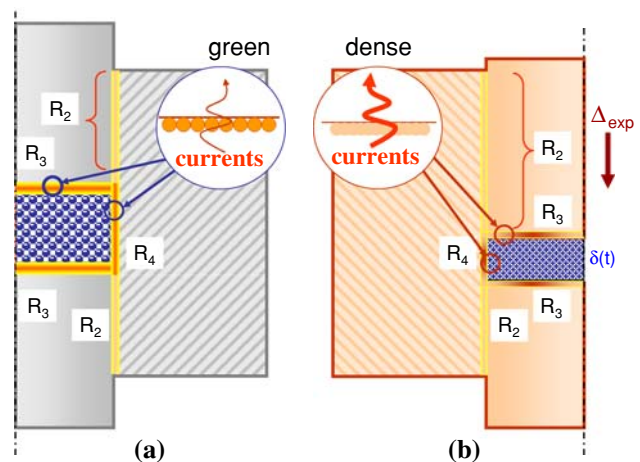 green
dense
R2
R3
currents
R4
R3
R2
currents
Δexp
R2
R3
R4
δ(t)
R2
R3
(a)
(b)